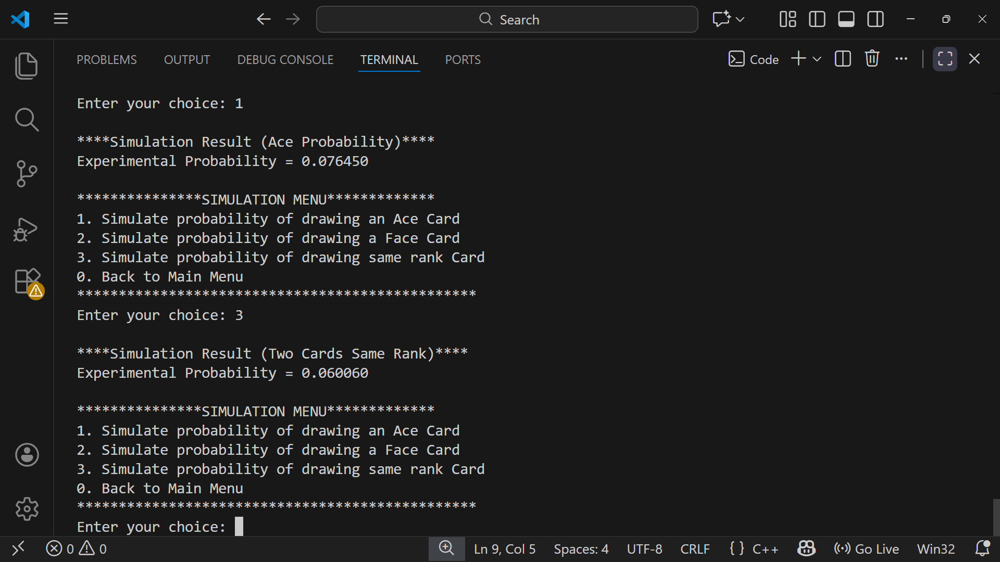 Search
PROBLEMS OUTPUT DEBUG CONSOLE TERMINAL PORTS Code
Enter your choice: 1
****Simulation Result (Ace Probability)****
Experimental Probability = 0.076450
***************SIMULATION MENU*************
1. Simulate probability of drawing an Ace Card
2. Simulate probability of drawing a Face Card
3. Simulate probability of drawing same rank Card
0. Back to Main Menu
************************************************
Enter your choice: 3
****Simulation Result (Two Cards Same Rank)****
Experimental Probability = 0.060060
***************SIMULATION MENU*************
1. Simulate probability of drawing an Ace Card
2. Simulate probability of drawing a Face Card
3. Simulate probability of drawing same rank Card
0. Back to Main Menu
************************************************
Enter your choice:
0 0 Ln 9, Col 5 Spaces: 4 UTF-8 CRLF {} C++ Go Live Win32